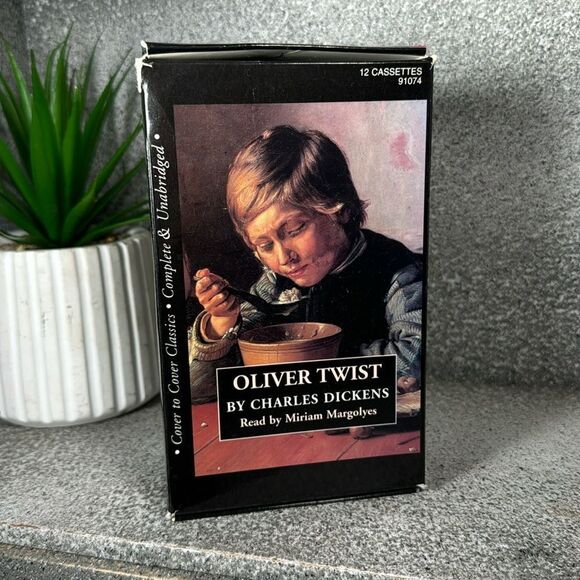 12 CASSETTES
91074
• Cover to Cover Classics • Complete & Unabridged •
OLIVER TWIST
BY CHARLES DICKENS
Read by Miriam Margolyes